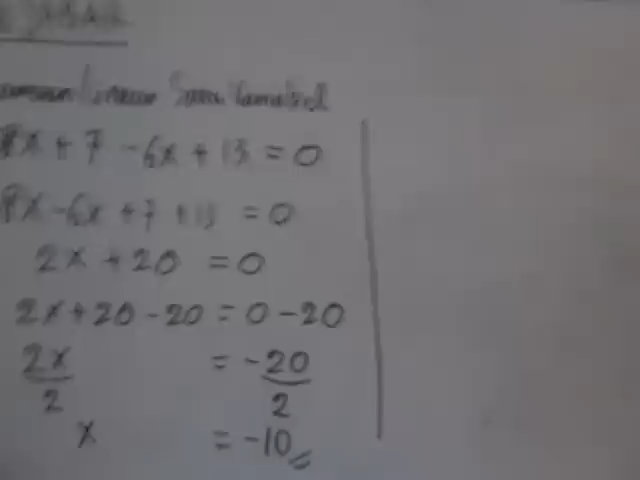 8x + 7 - 6x + 13 = 0
8x - 6x + 7 + 13 = 0
2x + 20 = 0
2x + 20 - 20 = 0 - 20
2x/2 = -20/2
x = -10